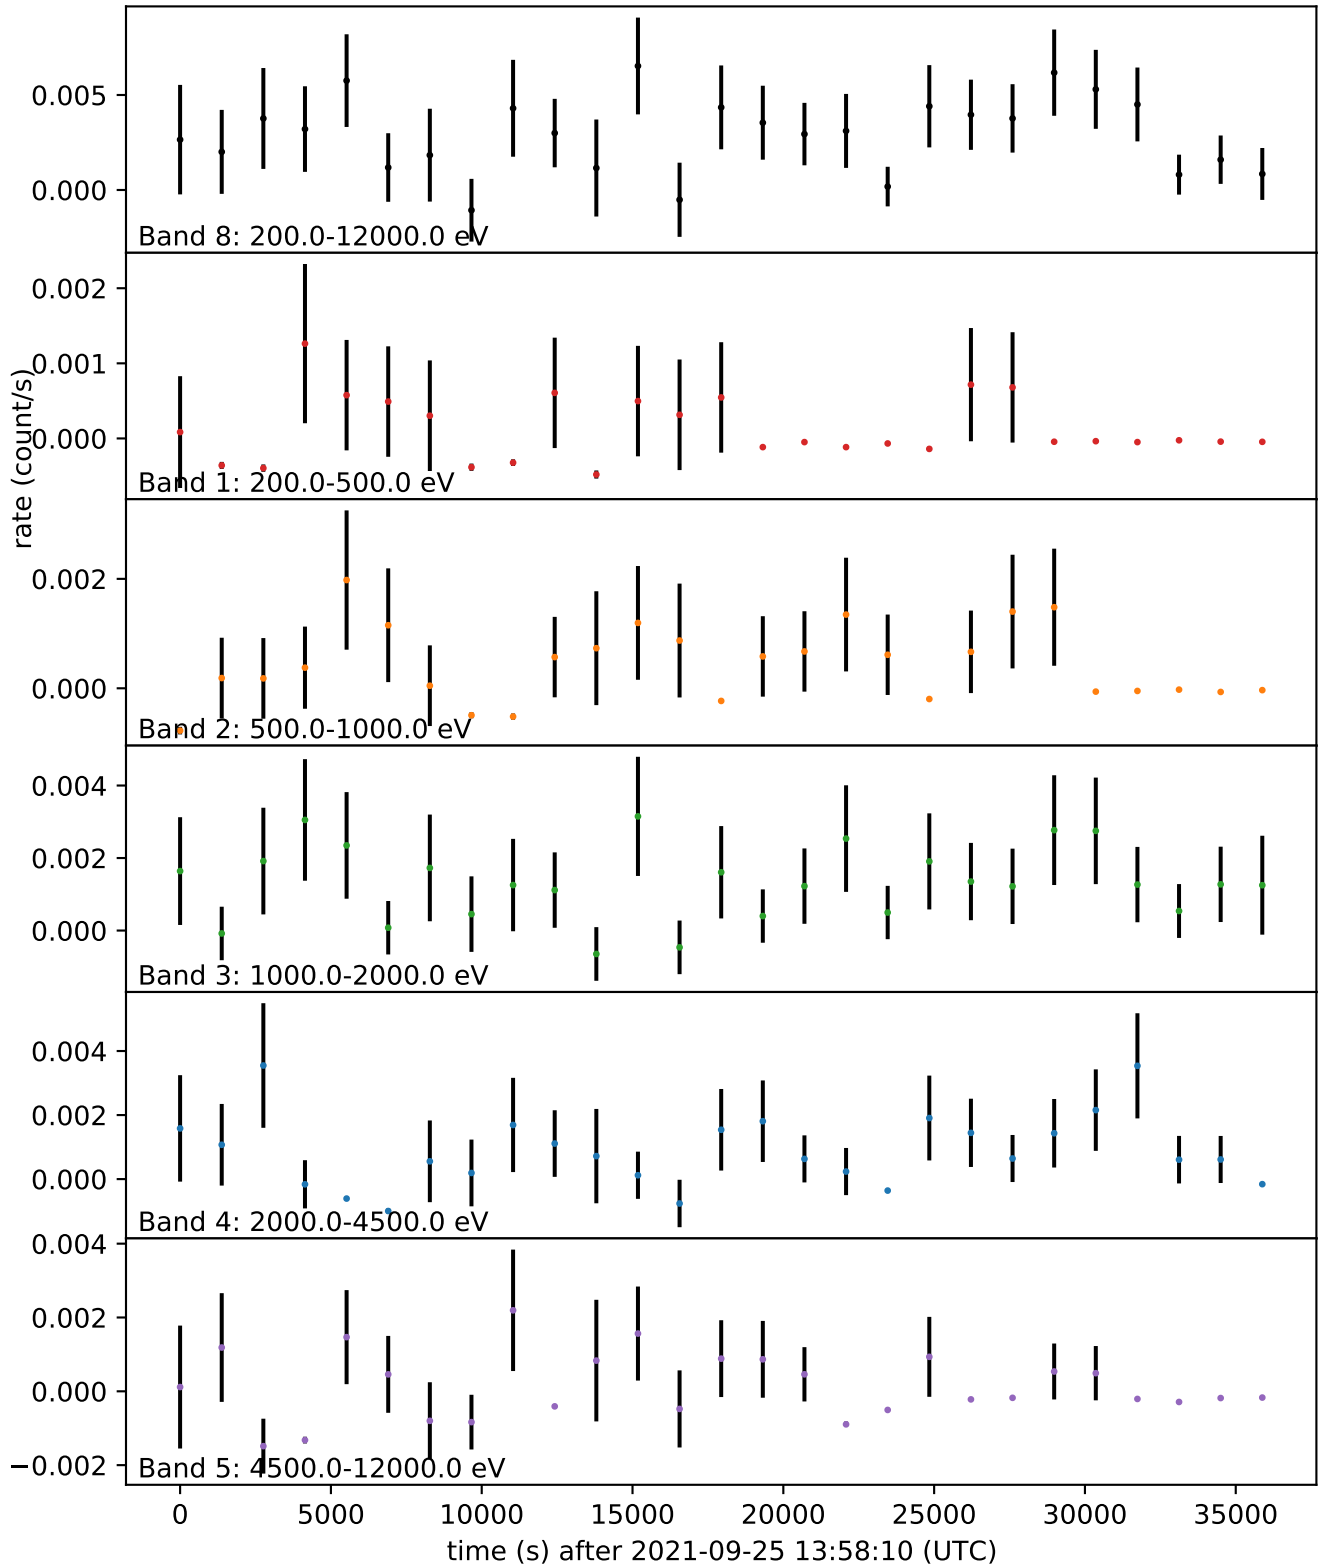 0.005
0.000
Band 8: 200.0-12000.0 eV
0.002
0.001
0.000
Band 1: 200.0-500.0 eV
rate (count/s)
0.002
0.000
Band 2: 500.0-1000.0 eV
0.004
0.002
0.000
Band 3: 1000.0-2000.0 eV
0.004
0.002
0.000
Band 4: 2000.0-4500.0 eV
0.004
0.002
0.000
−0.002
Band 5: 4500.0-12000.0 eV
0 5000 10000 15000 20000 25000 30000 35000
time (s) after 2021-09-25 13:58:10 (UTC)